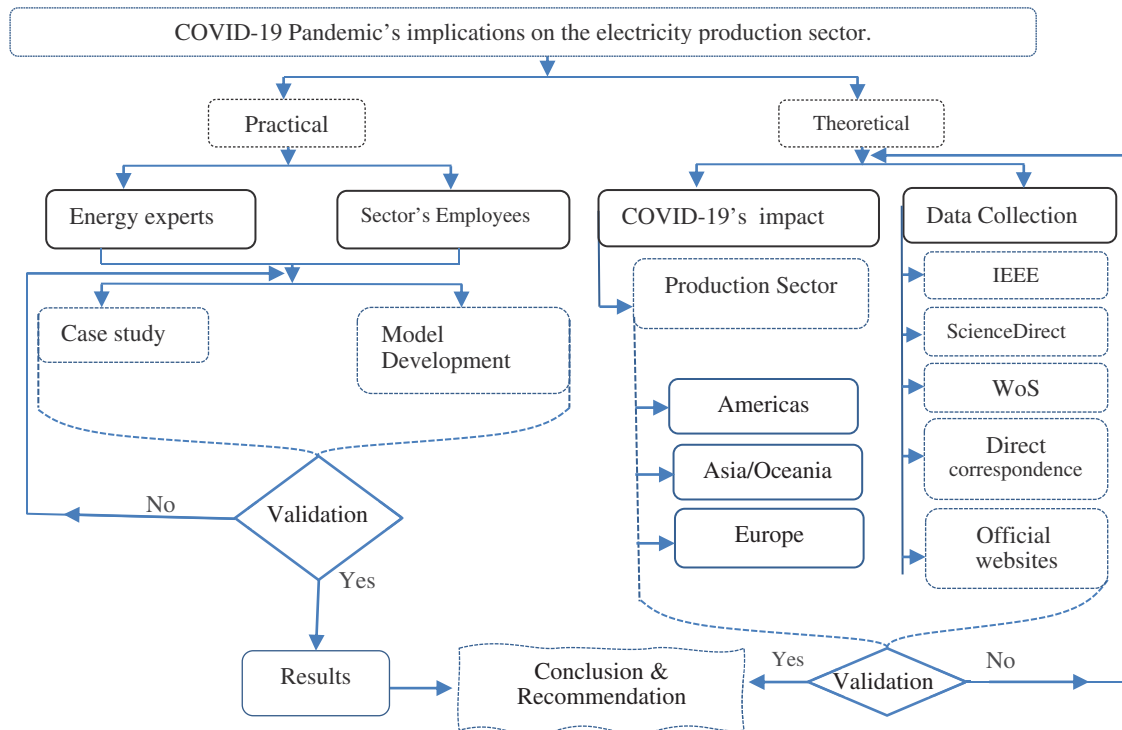 COVID-19 Pandemic’s implications on the electricity production sector.
Practical
Theoretical
Energy experts
Sector’s Employees
COVID-19’s impact
Data Collection
Case study
Model
Development
Production Sector
IEEE
ScienceDirect
WoS
Direct
correspondence
Official
websites
Americas
Asia/Oceania
Europe
No
Validation
Yes
Results
Conclusion &
Recommendation
Yes
Validation
No